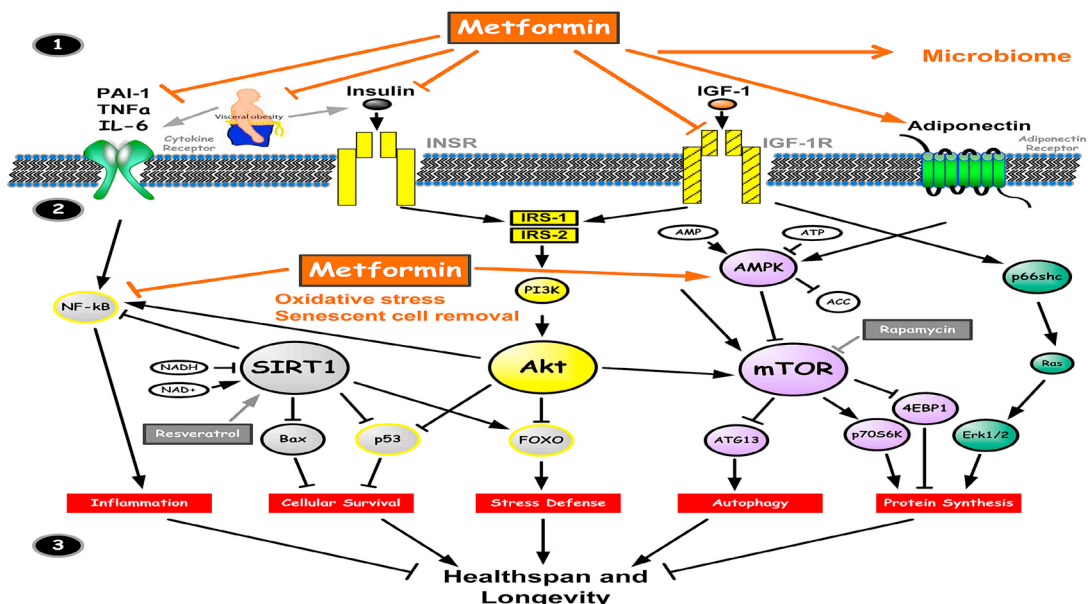 Metformin
1
Microbiome
PAI-1
TNFa
IL-6
Visceral obesity
Insulin
IGF-1
Cytokine
Receptor
INSR
IGF-1R
Adiponectin
Adiponectin
Receptor
2
IRS-1
IRS-2
AMP
ATP
Metformin
AMPK
p66shc
NF-kB
Oxidative stress
Senescent cell removal
PI3K
ACC
Rapamycin
NADH
NAD+
SIRT1
Akt
mTOR
Ras
Resveratrol
Bax
p53
FOXO
ATG13
p70S6K
4EBP1
Erk1/2
Inflammation
Cellular Survival
Stress Defense
Autophagy
Protein Synthesis
3
Healthspan and
Longevity